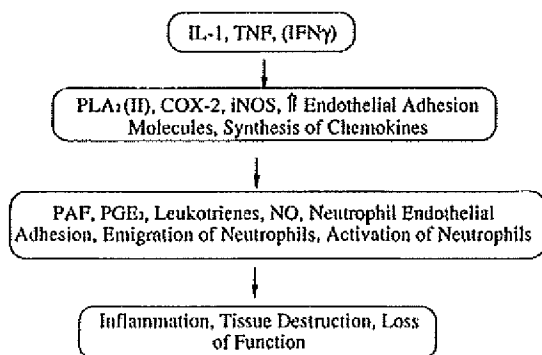 IL-1, TNF, (IFNγ)
PLA₂(II), COX-2, iNOS, ⇑ Endothelial Adhesion
Molecules, Synthesis of Chemokines
PAF, PGE₂, Leukotrienes, NO, Neutrophil Endothelial
Adhesion, Emigration of Neutrophils, Activation of Neutrophils
Inflammation, Tissue Destruction, Loss
of Function